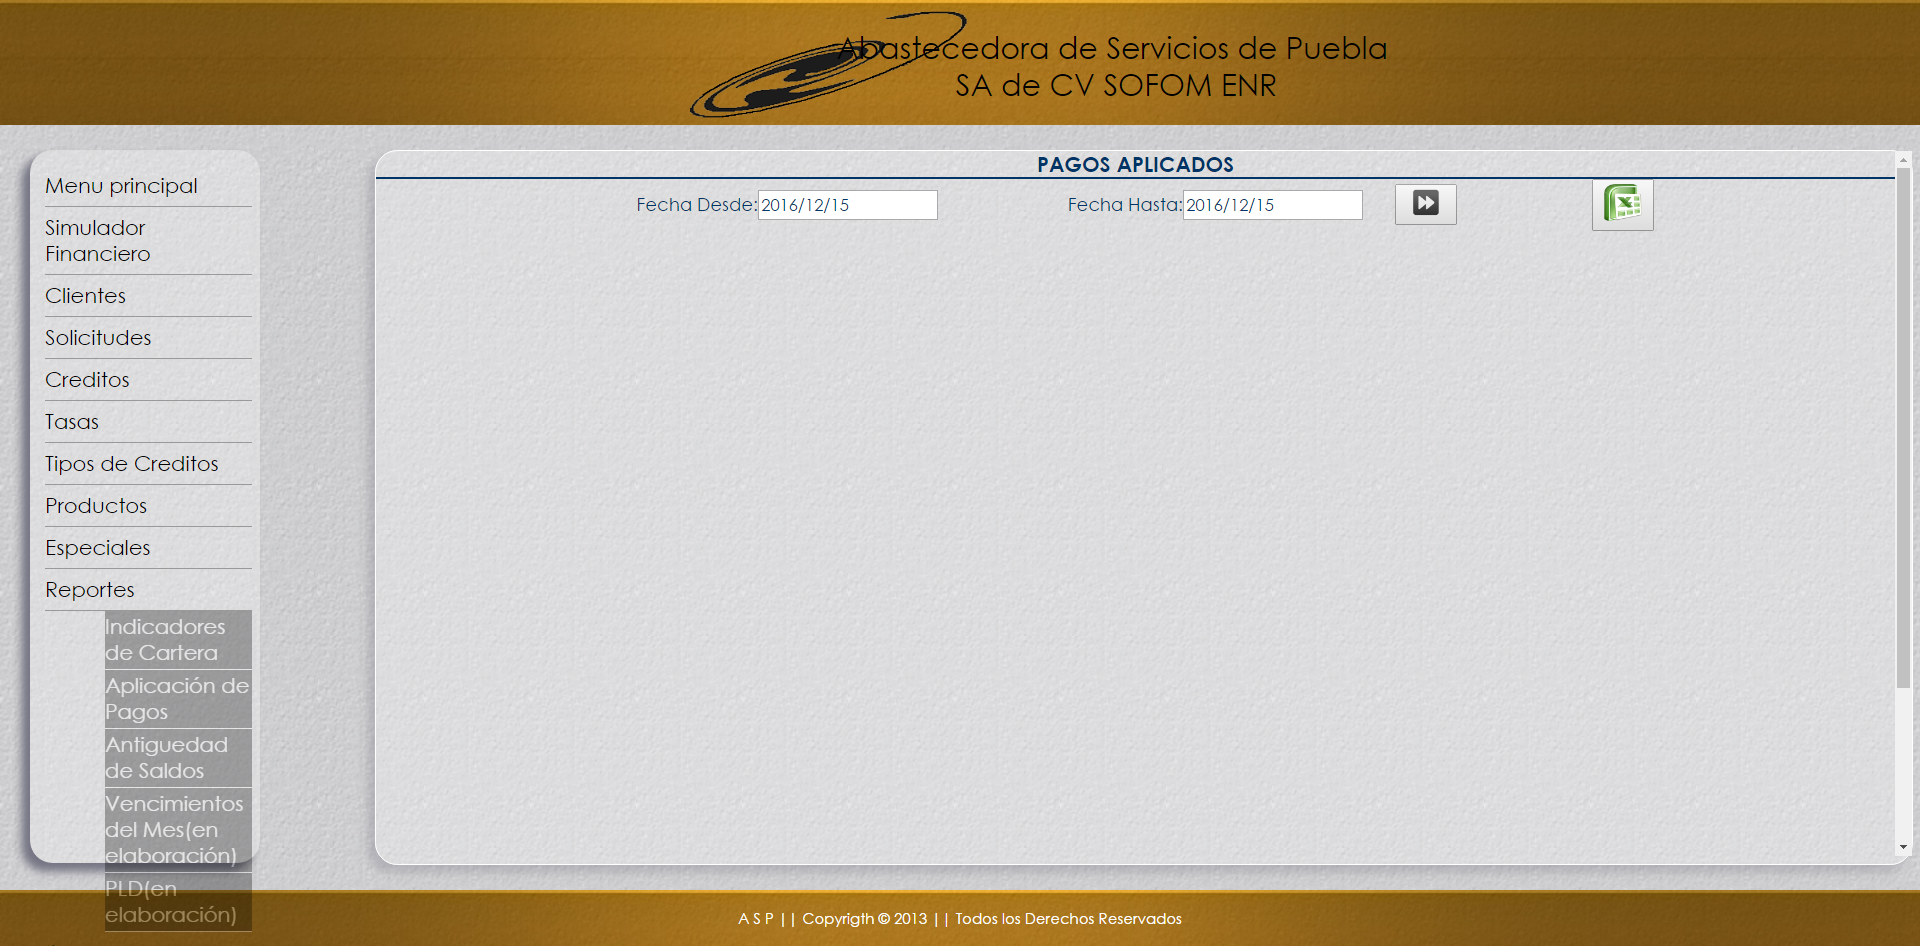 Abastecedora de Servicios de Puebla
SA de CV SOFOM ENR
Menu principal
Simulador
Financiero
Clientes
Solicitudes
Creditos
Tasas
Tipos de Creditos
Productos
Especiales
Reportes
Indicadores
de Cartera
Aplicación de
Pagos
Antiguedad
de Saldos
Vencimientos
del Mes(en
elaboración)
PLD(en
elaboración)
PAGOS APLICADOS
Fecha Desde: 2016/12/15 Fecha Hasta: 2016/12/15
A S P || Copyrigth © 2013 || Todos los Derechos Reservados